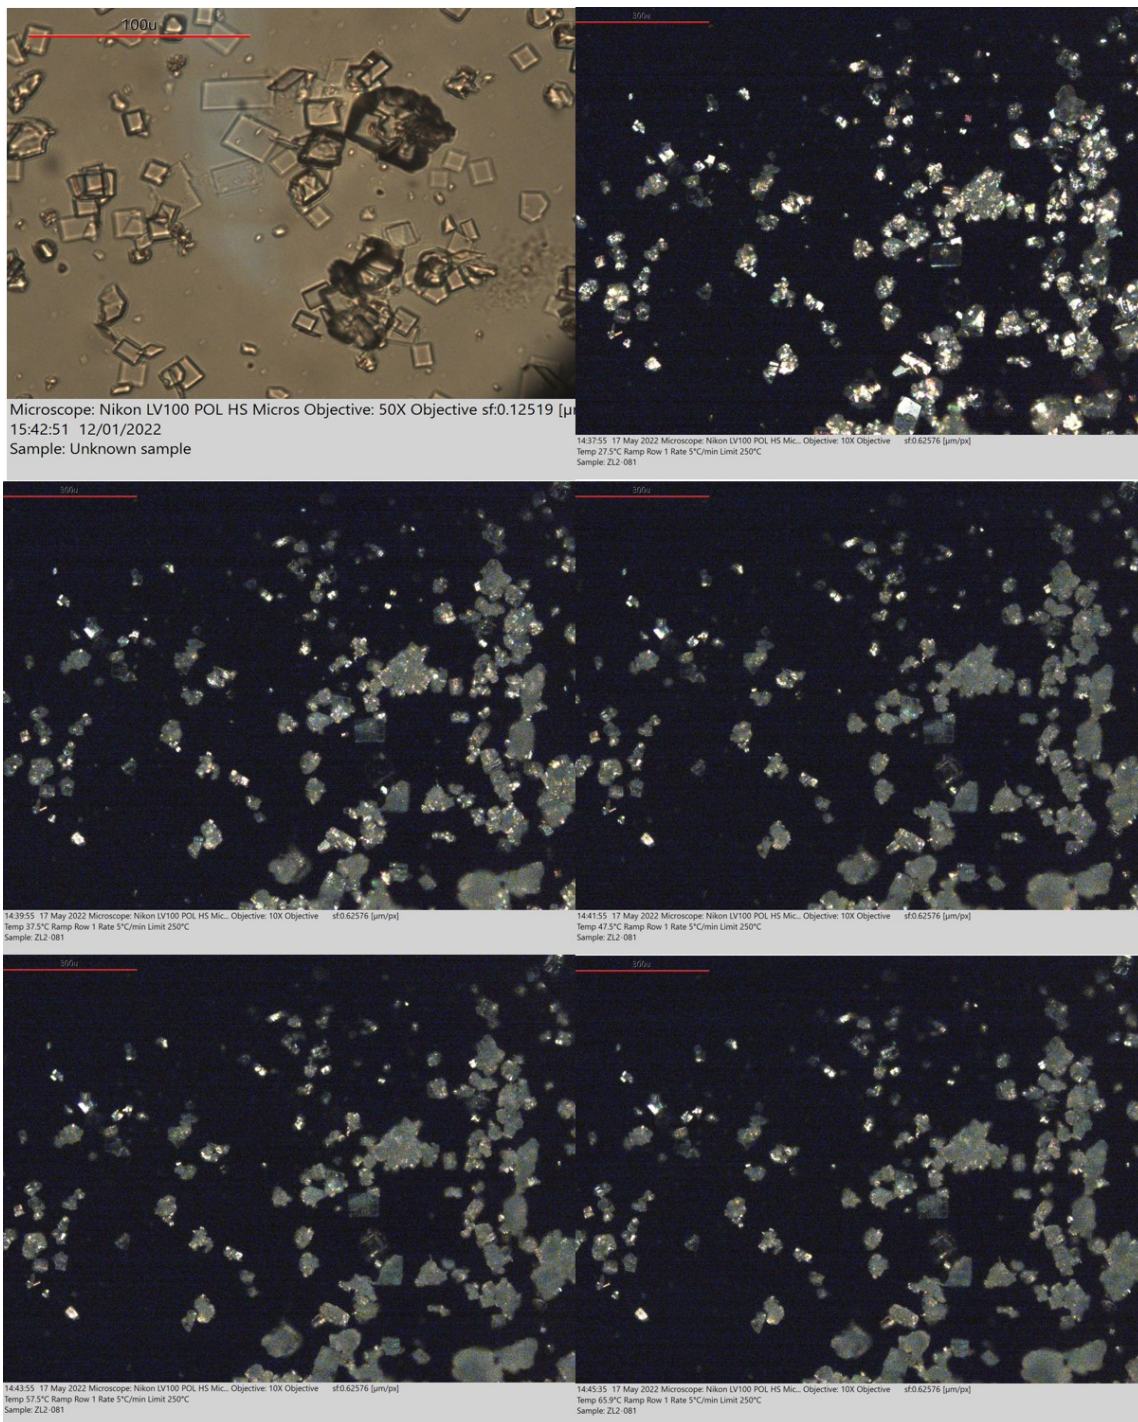 100u
300u
Microscope: Nikon LV100 POL HS Micros Objective: 50X Objective sf:0.12519 [µ
15:42:51 12/01/2022
Sample: Unknown sample
14:37:55 17 May 2022 Microscope: Nikon LV100 POL HS Mic... Objective: 10X Objective sf:0.62576 [µm/px]
Temp 27.5°C Ramp Row 1 Rate 5°C/min Limit 250°C
Sample: ZL2-081
300u
300u
14:39:55 17 May 2022 Microscope: Nikon LV100 POL HS Mic... Objective: 10X Objective sf:0.62576 [µm/px]
Temp 37.5°C Ramp Row 1 Rate 5°C/min Limit 250°C
Sample: ZL2-081
14:41:55 17 May 2022 Microscope: Nikon LV100 POL HS Mic... Objective: 10X Objective sf:0.62576 [µm/px]
Temp 47.5°C Ramp Row 1 Rate 5°C/min Limit 250°C
Sample: ZL2-081
300u
300u
14:43:55 17 May 2022 Microscope: Nikon LV100 POL HS Mic... Objective: 10X Objective sf:0.62576 [µm/px]
Temp 57.5°C Ramp Row 1 Rate 5°C/min Limit 250°C
Sample: ZL2-081
14:45:35 17 May 2022 Microscope: Nikon LV100 POL HS Mic... Objective: 10X Objective sf:0.62576 [µm/px]
Temp 65.9°C Ramp Row 1 Rate 5°C/min Limit 250°C
Sample: ZL2-081